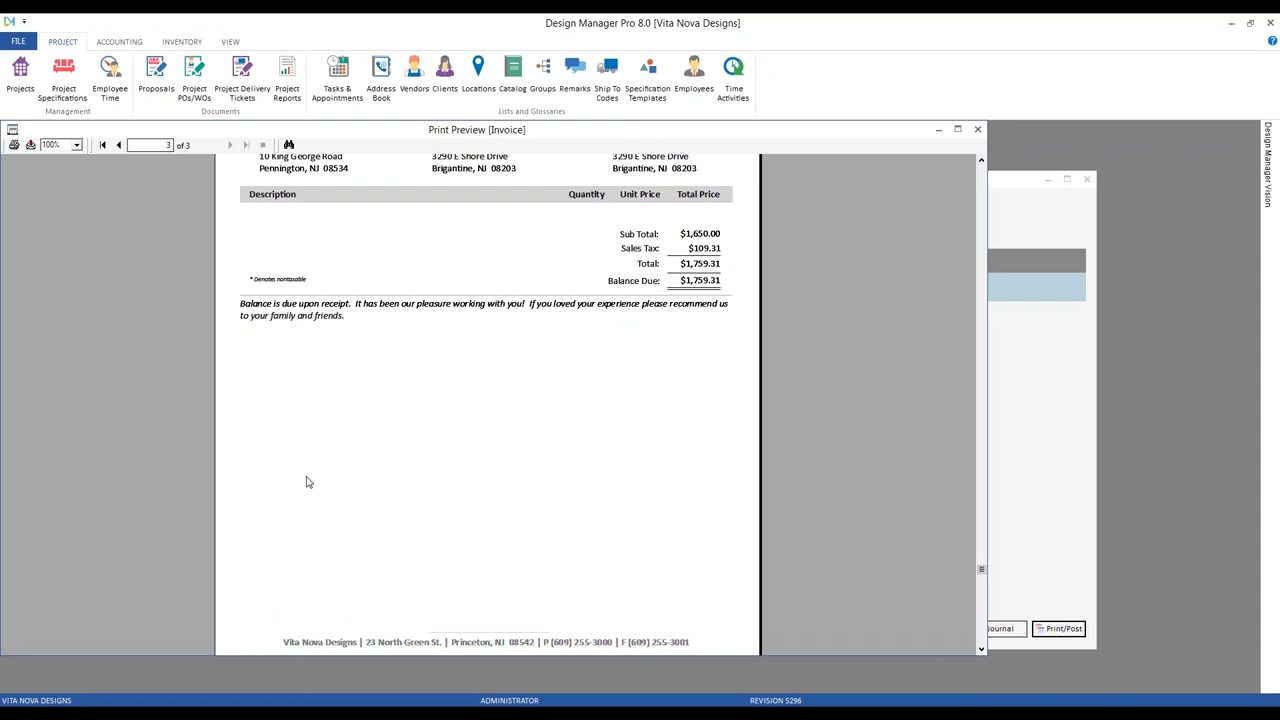 Design Manager Pro 8.0 [Vita Nova Designs]
FILE PROJECT ACCOUNTING INVENTORY VIEW
Projects
Project Specifications
Employee Time
Proposals
Project POs/WOs
Project Delivery Tickets
Project Reports
Tasks & Appointments
Address Book
Vendors
Clients
Locations
Catalog
Groups
Remarks
Ship To Codes
Specification Templates
Employees
Time Activities
Management
Documents
Lists and Glossaries
Print Preview [Invoice]
100% 3 of 3
10 King George Road 3290 E Shore Drive 3290 E Shore Drive
Pennington, NJ 08534 Brigantine, NJ 08203 Brigantine, NJ 08203
Description Quantity Unit Price Total Price
Sub Total: $1,650.00
Sales Tax: $109.31
Total: $1,759.31
* Denotes nontaxable
Balance Due: $1,759.31
Balance is due upon receipt. It has been our pleasure working with you! If you loved your experience please recommend us
to your family and friends.
Vita Nova Designs | 23 North Green St. | Princeton, NJ 08542 | P (609) 255-3000 | F (609) 255-3001
ournal Print/Post
Design Manager Vision
VITA NOVA DESIGNS ADMINISTRATOR REVISION 5296